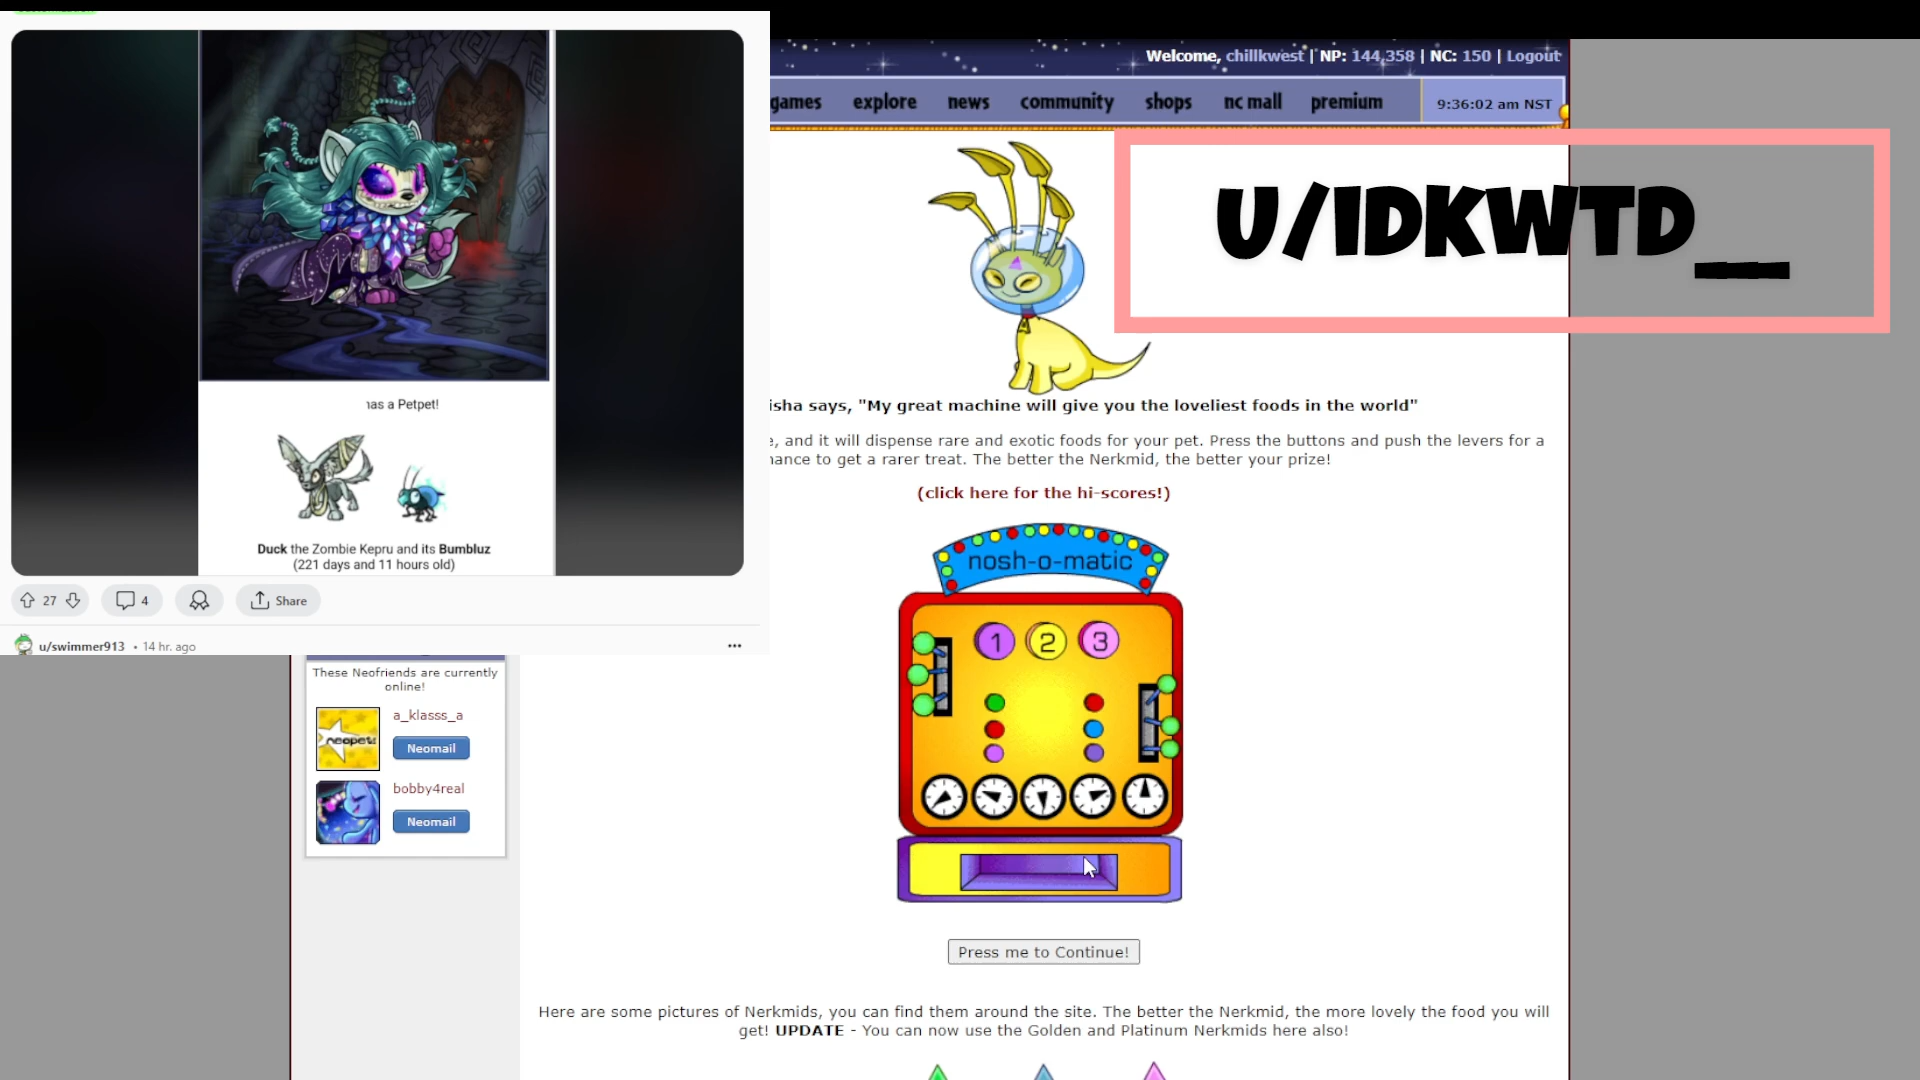 Welcome, chillkwest | NP: 144,358 | NC: 150 | Logout
games explore news community shops nc mall premium 9:36:02 am NST
U/IDKWTD__
has a Petpet!
Duck the Zombie Kepru and its Bumbluz
(221 days and 11 hours old)
27 4 Share
u/swimmer913 • 14 hr. ago
isha says, "My great machine will give you the loveliest foods in the world"
e, and it will dispense rare and exotic foods for your pet. Press the buttons and push the levers for a
hance to get a rarer treat. The better the Nerkmid, the better your prize!
(click here for the hi-scores!)
nosh-o-matic
1 2 3
These Neofriends are currently
online!
neopets
a_klasss_a
Neomail
bobby4real
Neomail
Press me to Continue!
Here are some pictures of Nerkmids, you can find them around the site. The better the Nerkmid, the more lovely the food you will
get! UPDATE - You can now use the Golden and Platinum Nerkmids here also!